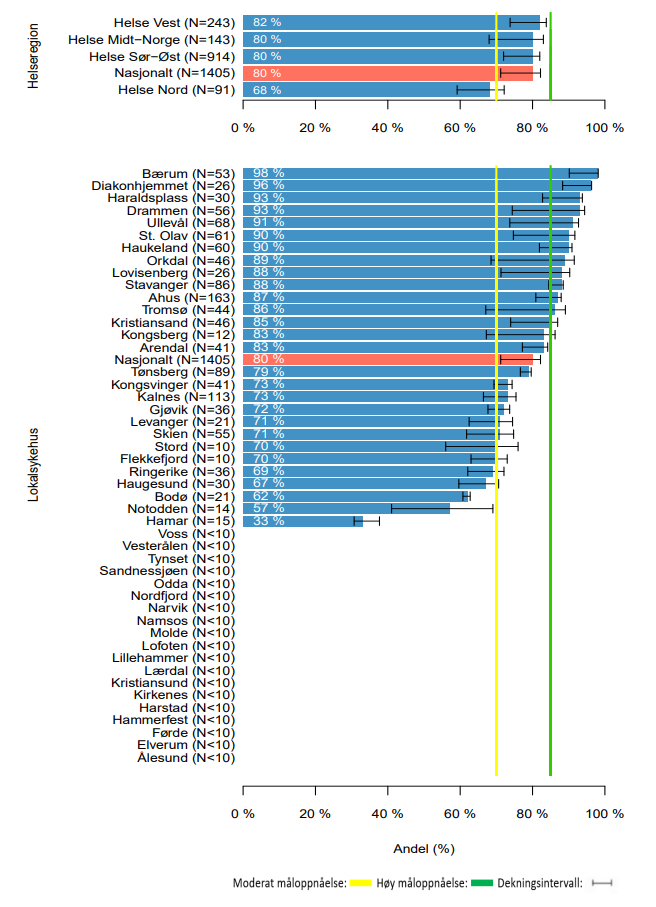 Helseregion
Helse Vest (N=243) 82 %
Helse Midt−Norge (N=143) 80 %
Helse Sør−Øst (N=914) 80 %
Nasjonalt (N=1405) 80 %
Helse Nord (N=91) 68 %
0 % 20 % 40 % 60 % 80 % 100 %
Lokalsykehus
Bærum (N=53) 98 %
Diakonhjemmet (N=26) 96 %
Haraldsplass (N=30) 93 %
Drammen (N=56) 93 %
Ullevål (N=68) 91 %
St. Olav (N=61) 90 %
Haukeland (N=60) 90 %
Orkdal (N=46) 89 %
Lovisenberg (N=26) 88 %
Stavanger (N=86) 88 %
Ahus (N=163) 87 %
Tromsø (N=44) 86 %
Kristiansand (N=46) 85 %
Kongsberg (N=12) 83 %
Arendal (N=41) 83 %
Nasjonalt (N=1405) 80 %
Tønsberg (N=89) 79 %
Kongsvinger (N=41) 73 %
Kalnes (N=113) 73 %
Gjøvik (N=36) 72 %
Levanger (N=21) 71 %
Skien (N=55) 71 %
Stord (N=10) 70 %
Flekkefjord (N=10) 70 %
Ringerike (N=36) 69 %
Haugesund (N=30) 67 %
Bodø (N=21) 62 %
Notodden (N=14) 57 %
Hamar (N=15) 33 %
Voss (N<10)
Vesterålen (N<10)
Tynset (N<10)
Sandnessjøen (N<10)
Odda (N<10)
Nordfjord (N<10)
Narvik (N<10)
Namsos (N<10)
Molde (N<10)
Lofoten (N<10)
Lillehammer (N<10)
Lærdal (N<10)
Kristiansund (N<10)
Kirkenes (N<10)
Harstad (N<10)
Hammerfest (N<10)
Førde (N<10)
Elverum (N<10)
Ålesund (N<10)
0 % 20 % 40 % 60 % 80 % 100 %
Andel (%)
Moderat måloppnåelse: Høy måloppnåelse: Dekningsintervall: